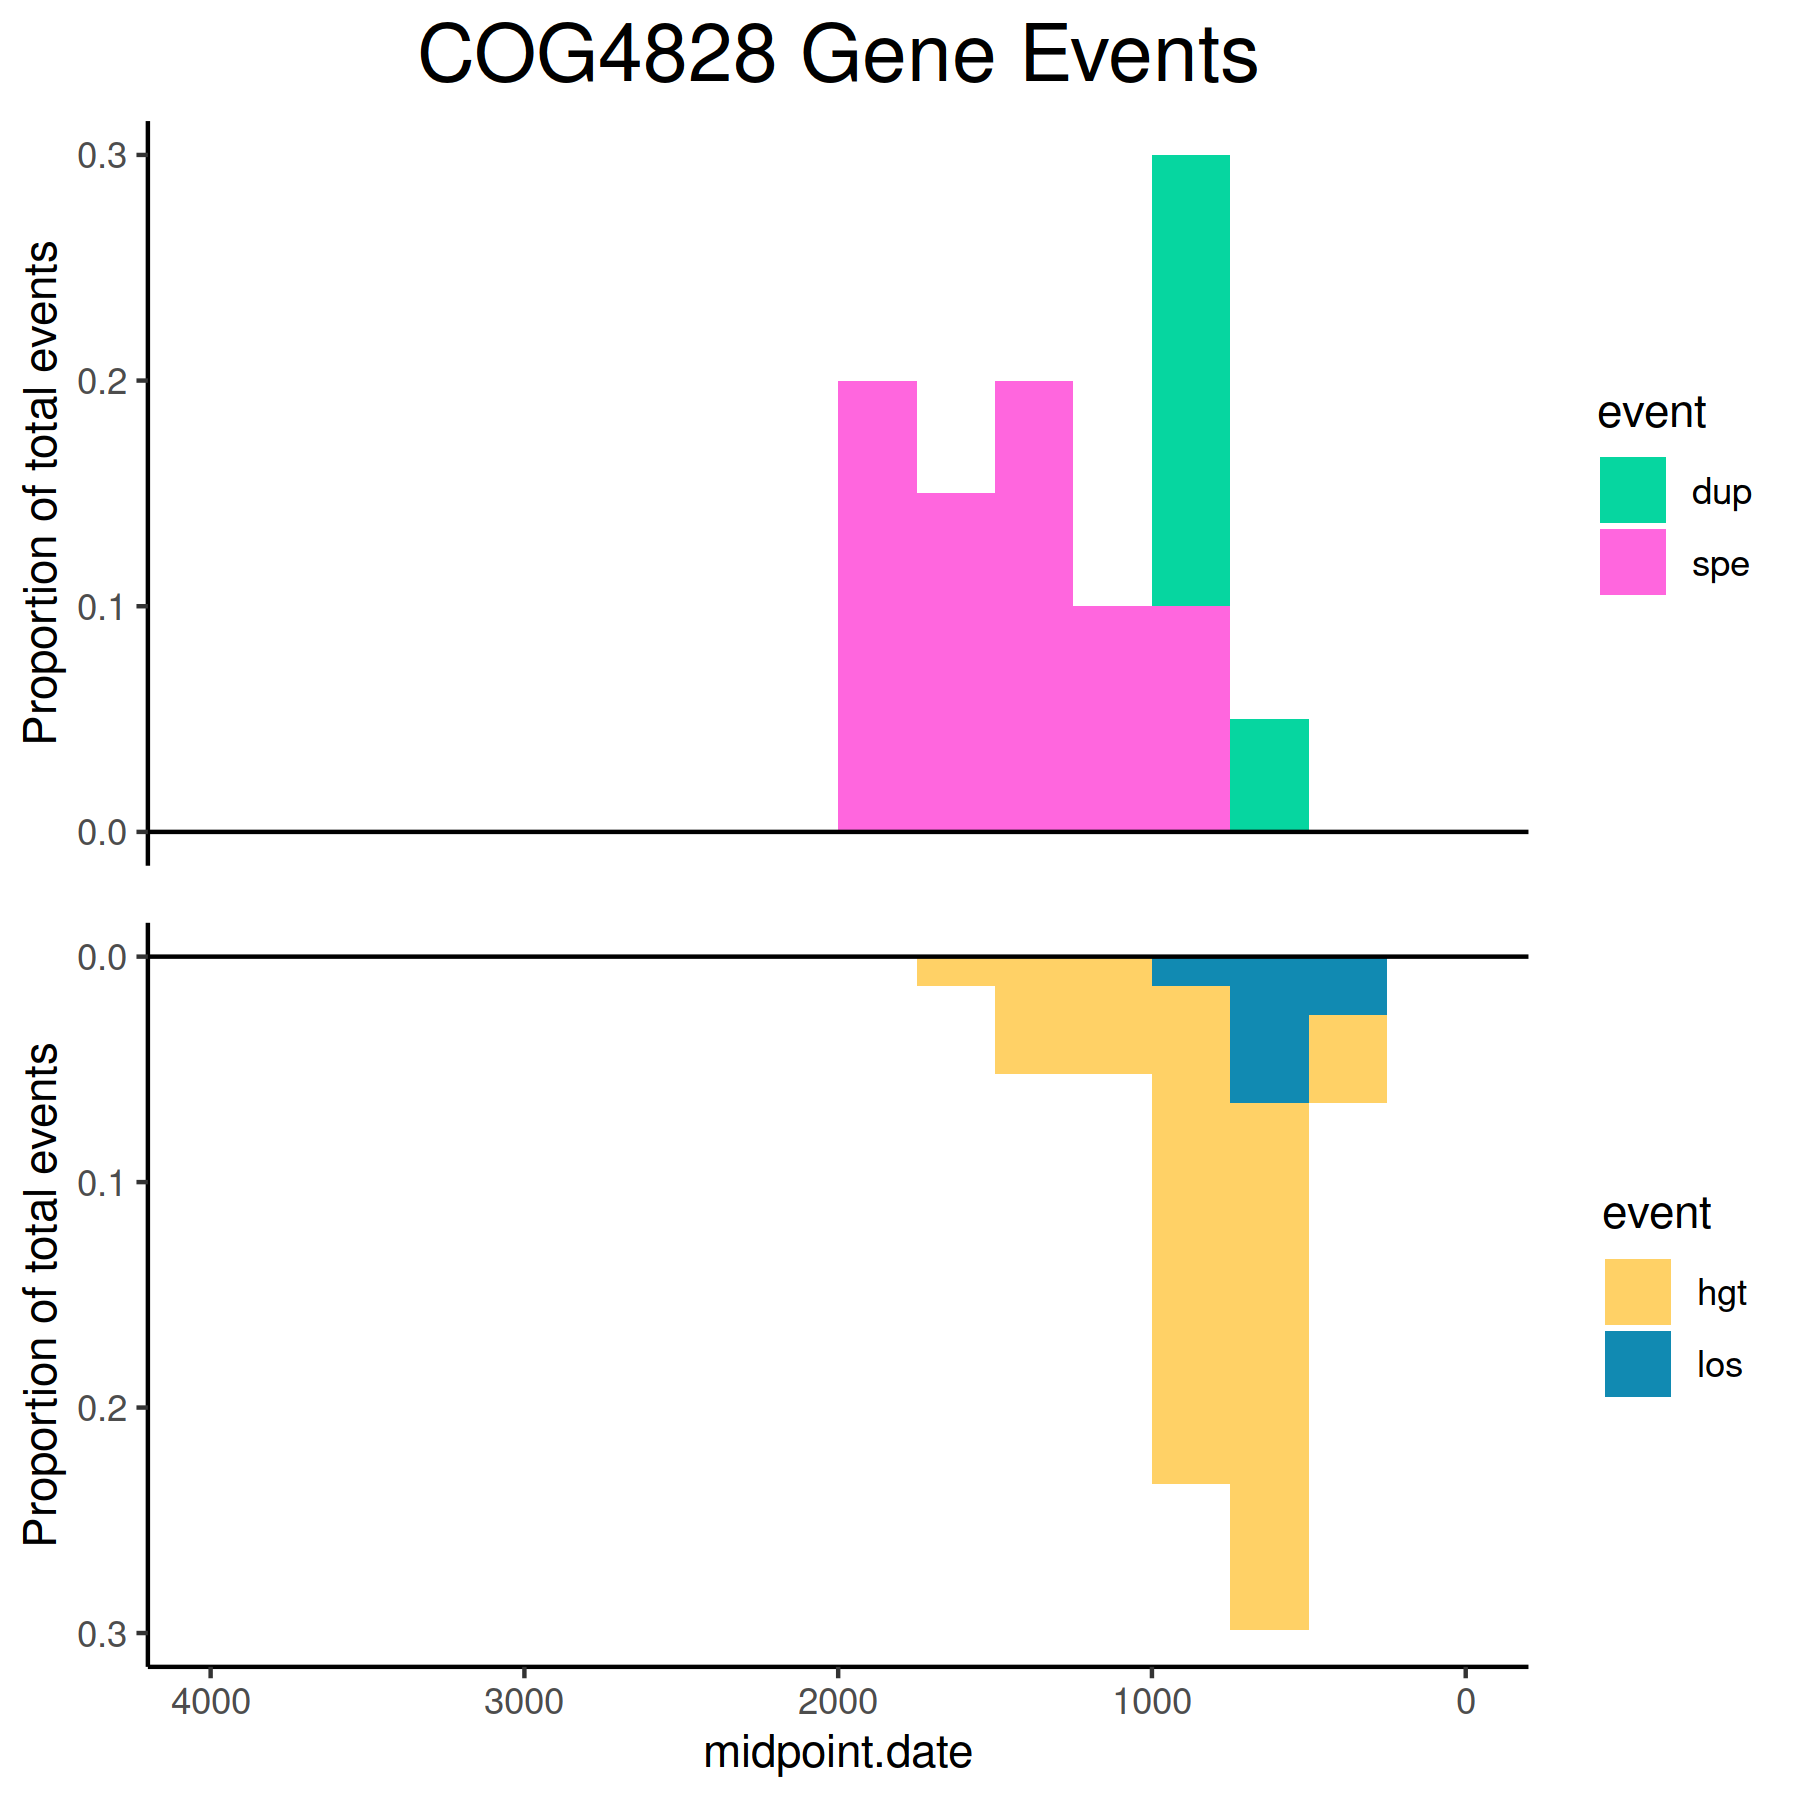 COG4828 Gene Events
Proportion of total events
0.3
0.2
0.1
0.0
event
dup
spe
Proportion of total events
0.0
0.1
0.2
0.3
event
hgt
los
4000 3000 2000 1000 0
midpoint.date